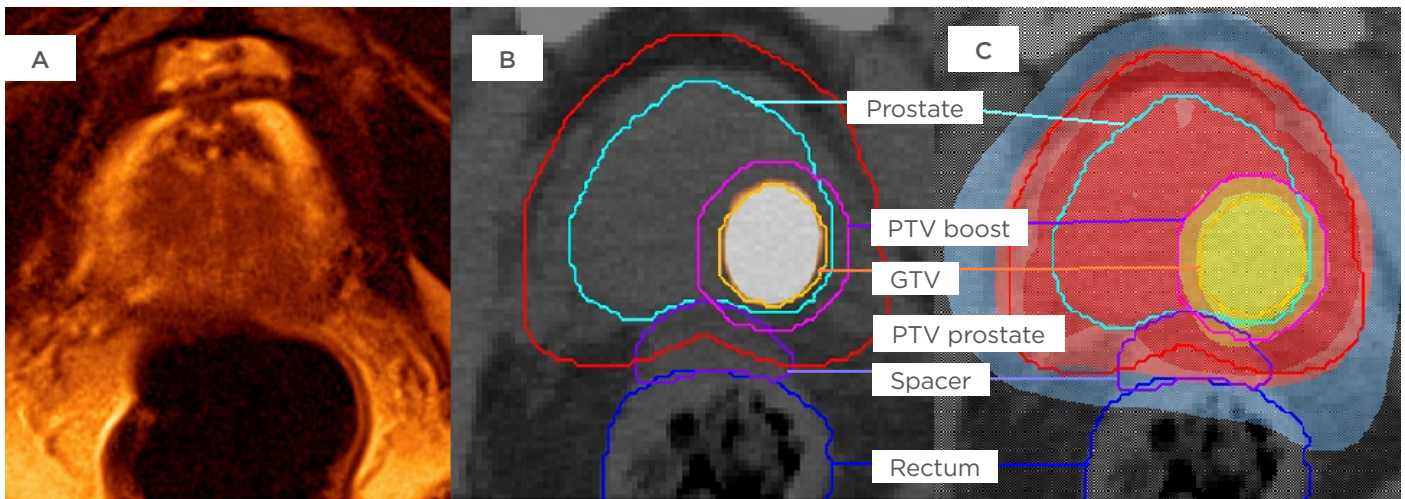 A
B
C
Prostate
PTV boost
GTV
PTV prostate
Spacer
Rectum